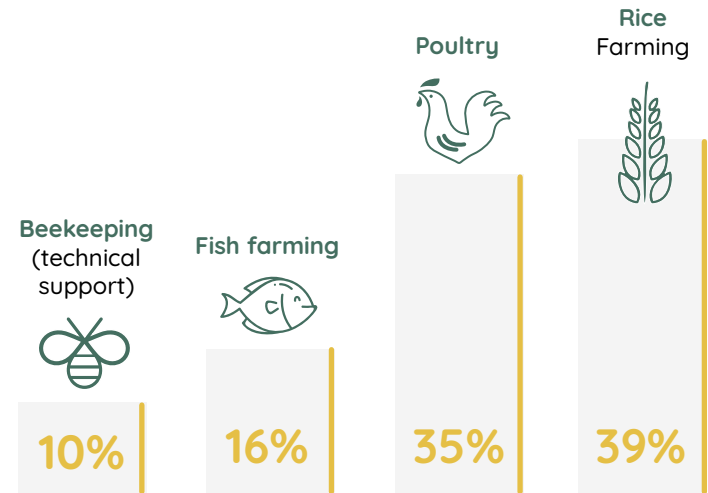 Beekeeping
(technical
support)
10%
Fish farming
16%
Poultry
35%
Rice
Farming
39%